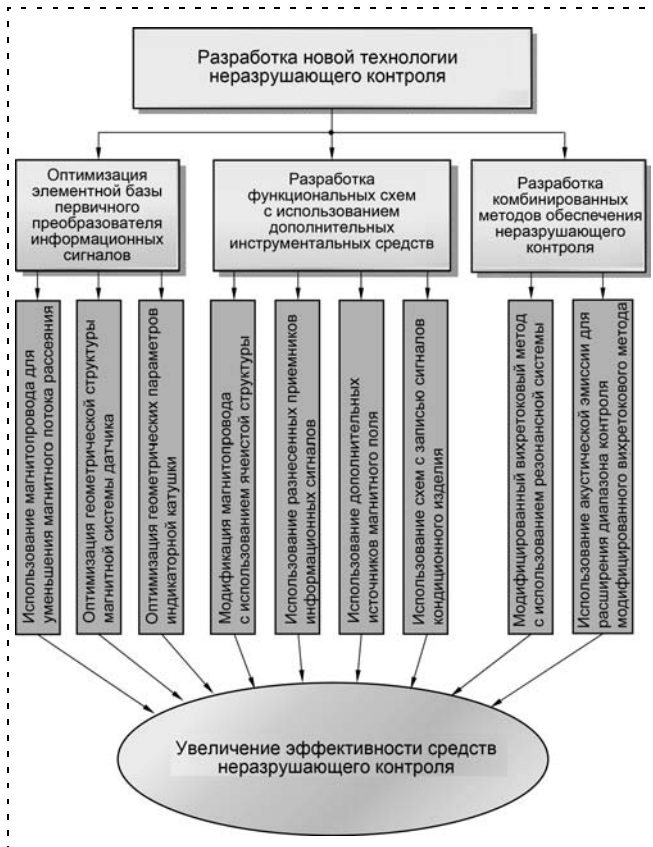 Разработка новой технологии
неразрушающего контроля
Оптимизация
элементной базы
первичного
преобразователя
информационных
сигналов
Разработка
функциональных схем
с использованием
дополнительных
инструментальных средств
Разработка
комбинированных
методов обеспечения
неразрушающего
контроля
Использование магнитопровода для
уменьшения магнитного потока рассеяния
Оптимизация геометрической структуры
магнитной системы датчика
Оптимизация геометрических параметров
индикаторной катушки
Модификация магнитопровода
с использованием ячеистой структуры
Использование разнесенных приемников
информационных сигналов
Использование дополнительных
источников магнитного поля
Использование схем с записью сигналов
кондиционного изделия
Модифицированный вихретоковый метод
с использованием резонансной системы
Использование акустической эмиссии для
расширения диапазона контроля
модифицированного вихретокового метода
Увеличение эффективности средств
неразрушающего контроля